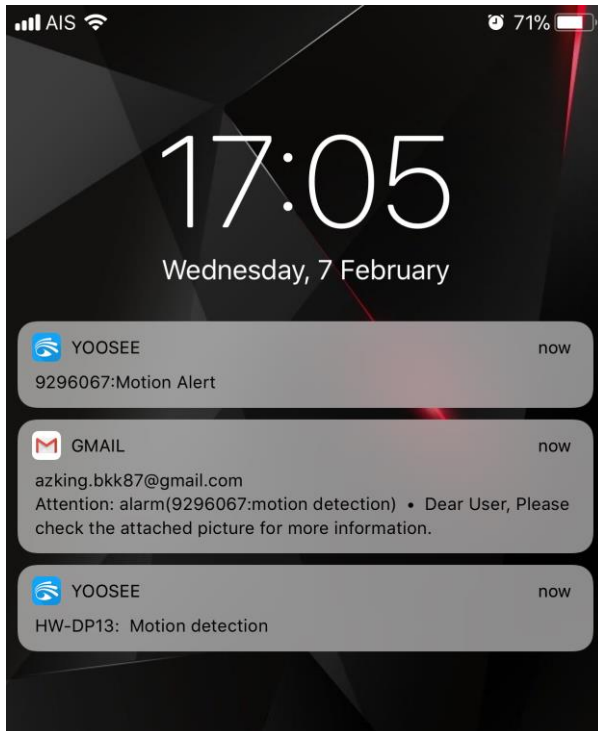 AIS 71%
17:05
Wednesday, 7 February
YOOSEE now
9296067:Motion Alert
GMAIL now
azking.bkk87@gmail.com
Attention: alarm(9296067:motion detection) • Dear User, Please
check the attached picture for more information.
YOOSEE now
HW-DP13: Motion detection